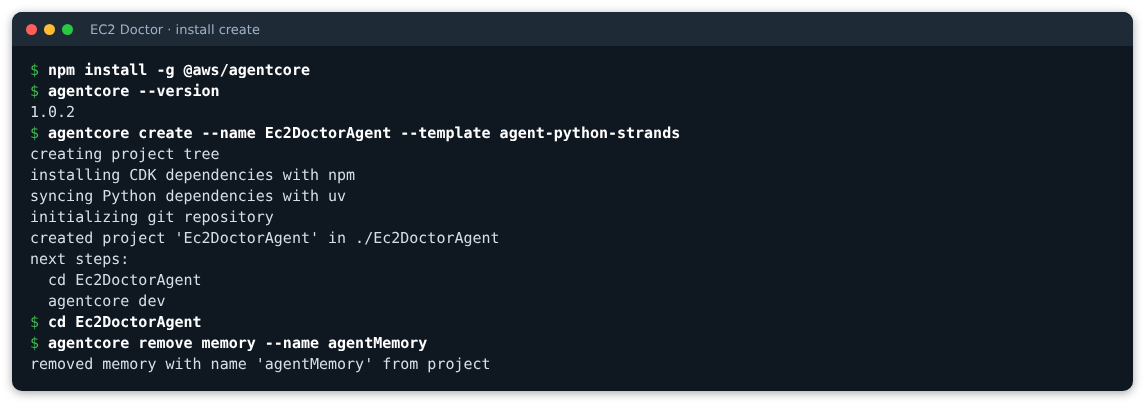 EC2 Doctor · install create
$ npm install -g @aws/agentcore
$ agentcore --version
1.0.2
$ agentcore create --name Ec2DoctorAgent --template agent-python-strands
creating project tree
installing CDK dependencies with npm
syncing Python dependencies with uv
initializing git repository
created project 'Ec2DoctorAgent' in ./Ec2DoctorAgent
next steps:
  cd Ec2DoctorAgent
  agentcore dev
$ cd Ec2DoctorAgent
$ agentcore remove memory --name agentMemory
removed memory with name 'agentMemory' from project